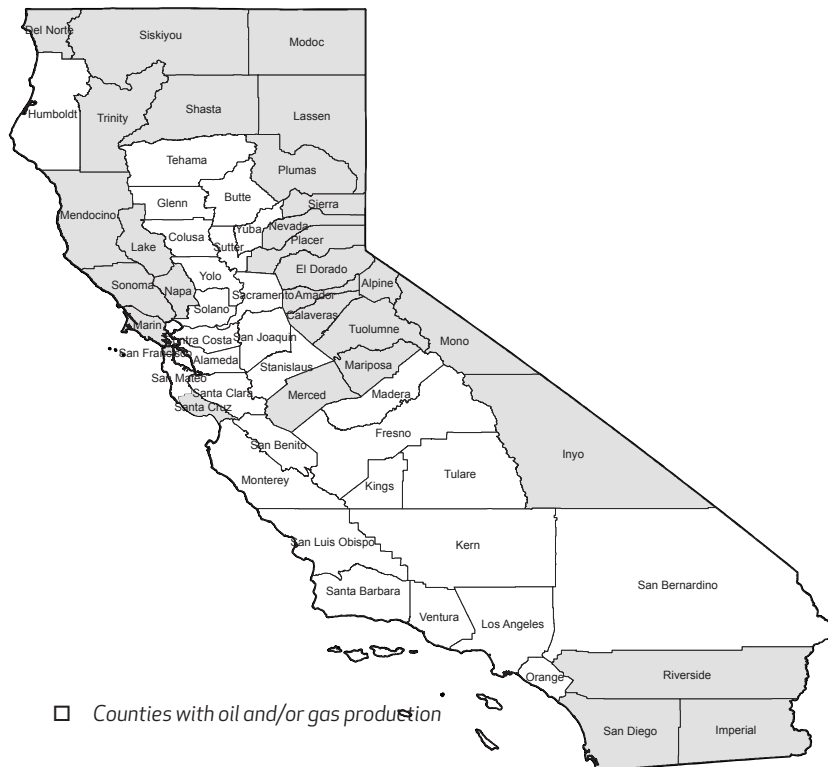 Del Norte
Siskiyou
Modoc
Humboldt
Trinity
Shasta
Lassen
Tehama
Plumas
Glenn
Butte
Sierra
Mendocino
Colusa
Yuba
Nevada
Sutter
Placer
Lake
Yolo
El Dorado
Sonoma
Napa
Sacramento
Amador
Alpine
Solano
Calaveras
Marin
Tuolumne
Mono
ntra Costa
San Joaquin
San Francisco
Alameda
Stanislaus
Mariposa
San Mateo
Santa Clara
Merced
Madera
Santa Cruz
Fresno
San Benito
Inyo
Monterey
Kings
Tulare
San Luis Obispo
Kern
Santa Barbara
San Bernardino
Ventura
Los Angeles
Orange
Riverside
Counties with oil and/or gas production
San Diego
Imperial